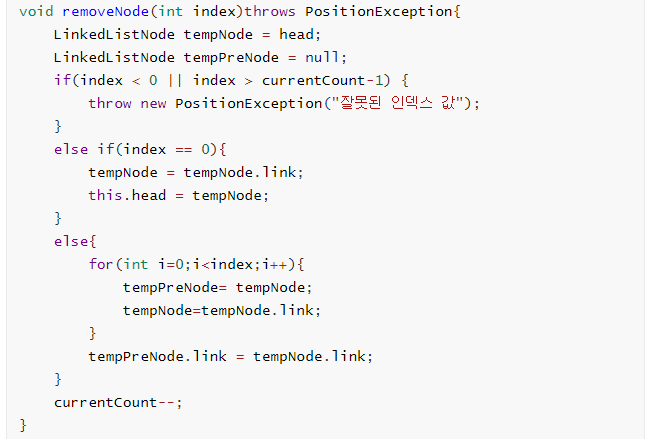 void removeNode(int index)throws PositionException{
    LinkedListNode tempNode = head;
    LinkedListNode tempPreNode = null;
    if(index < 0 || index > currentCount-1) {
        throw new PositionException("잘못된 인덱스 값");
    }
    else if(index == 0){
        tempNode = tempNode.link;
        this.head = tempNode;
    }
    else{
        for(int i=0;i<index;i++){
            tempPreNode= tempNode;
            tempNode=tempNode.link;
        }
        tempPreNode.link = tempNode.link;
    }
    currentCount--;
}